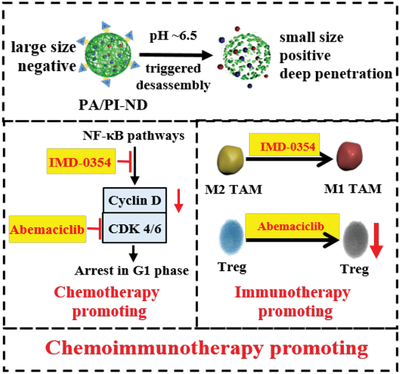 large size
negative
PA/PI-ND
pH ~6.5
triggered
desassembly
small size
positive
deep penetration
NF-κB pathways
IMD-0354
Cyclin D
CDK 4/6
Abemaciclib
Arrest in G1 phase
Chemotherapy
promoting
IMD-0354
M2 TAM
M1 TAM
Abemaciclib
Treg
Treg
Immunotherapy
promoting
Chemoimmunotherapy promoting